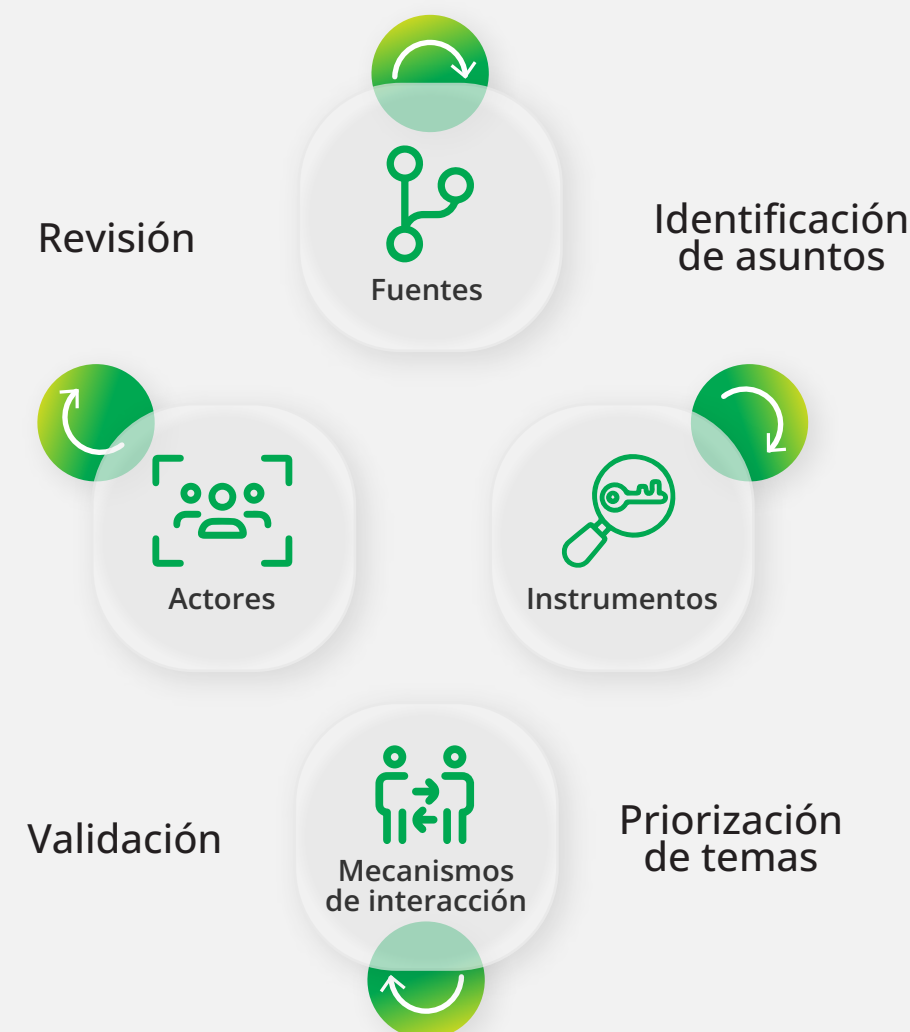 Fuentes
Revisión
Identificación
de asuntos
Actores
Instrumentos
Validación
Priorización
de temas
Mecanismos
de interacción